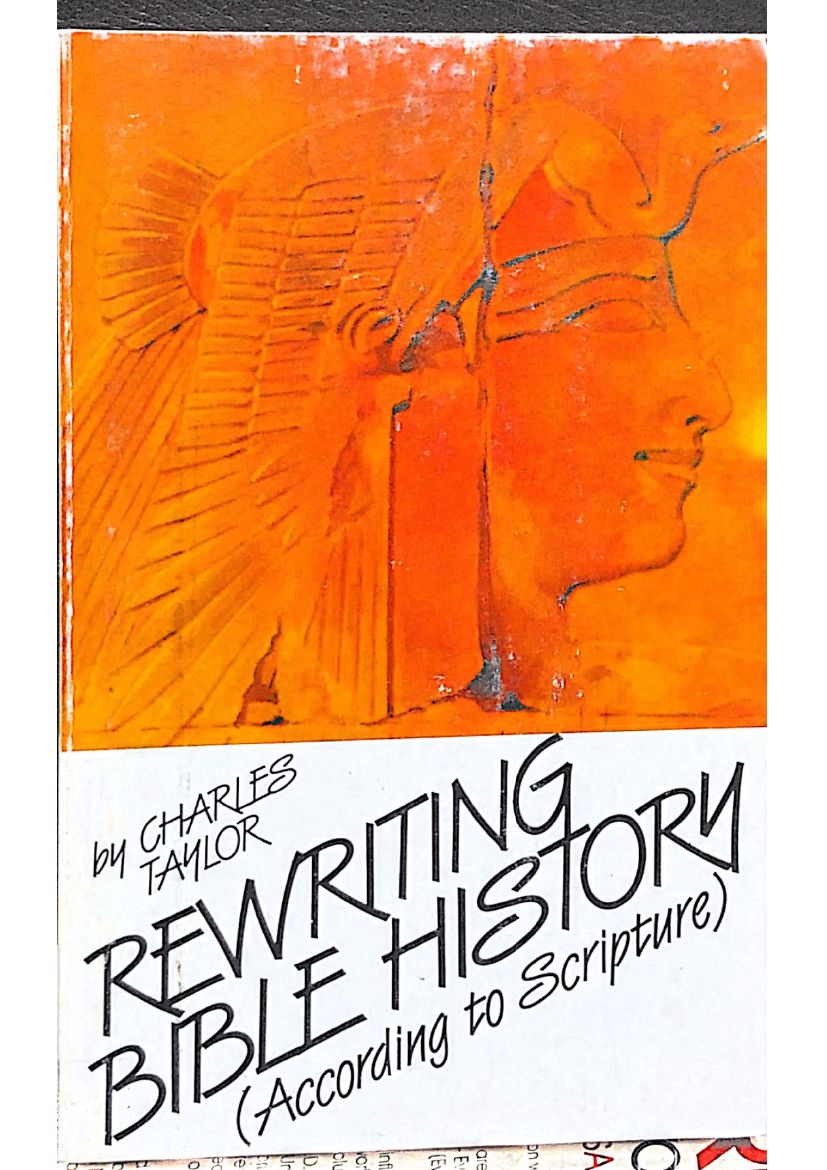 by CHARLES
TAYLOR
REWRITING
BIBLE HISTORY
(According to Scripture)